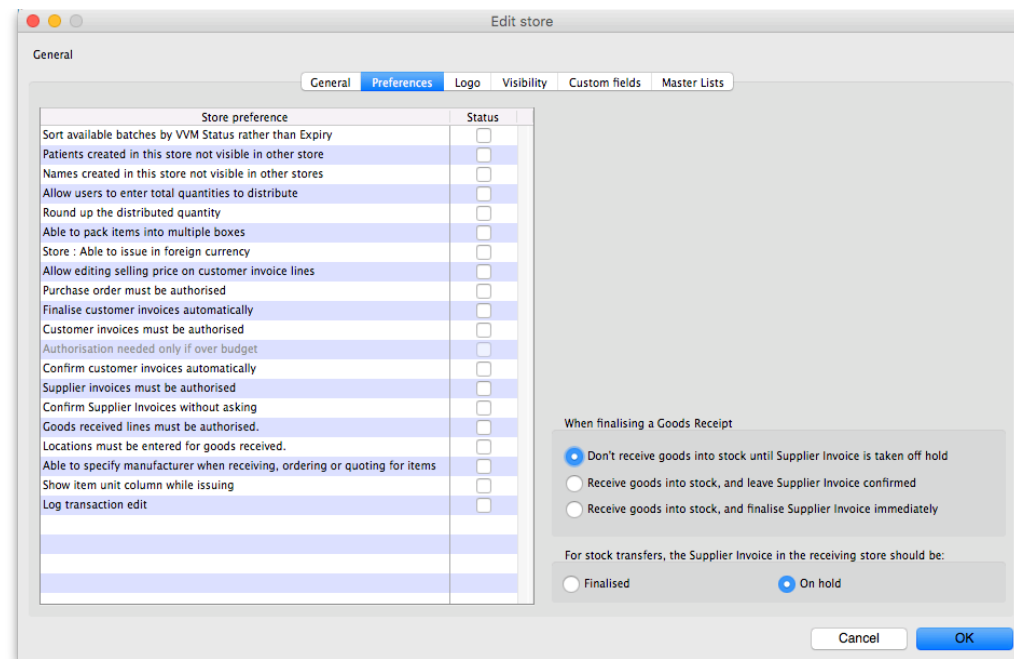 Edit store
General
General Preferences Logo Visibility Custom fields Master Lists
Store preference Status
Sort available batches by VVM Status rather than Expiry
Patients created in this store not visible in other store
Names created in this store not visible in other stores
Allow users to enter total quantities to distribute
Round up the distributed quantity
Able to pack items into multiple boxes
Store : Able to issue in foreign currency
Allow editing selling price on customer invoice lines
Purchase order must be authorised
Finalise customer invoices automatically
Customer invoices must be authorised
Authorisation needed only if over budget
Confirm customer invoices automatically
Supplier invoices must be authorised
Confirm Supplier Invoices without asking
Goods received lines must be authorised.
Locations must be entered for goods received.
Able to specify manufacturer when receiving, ordering or quoting for items
Show item unit column while issuing
Log transaction edit
When finalising a Goods Receipt
Don't receive goods into stock until Supplier Invoice is taken off hold
Receive goods into stock, and leave Supplier Invoice confirmed
Receive goods into stock, and finalise Supplier Invoice immediately
For stock transfers, the Supplier Invoice in the receiving store should be:
Finalised On hold
Cancel OK